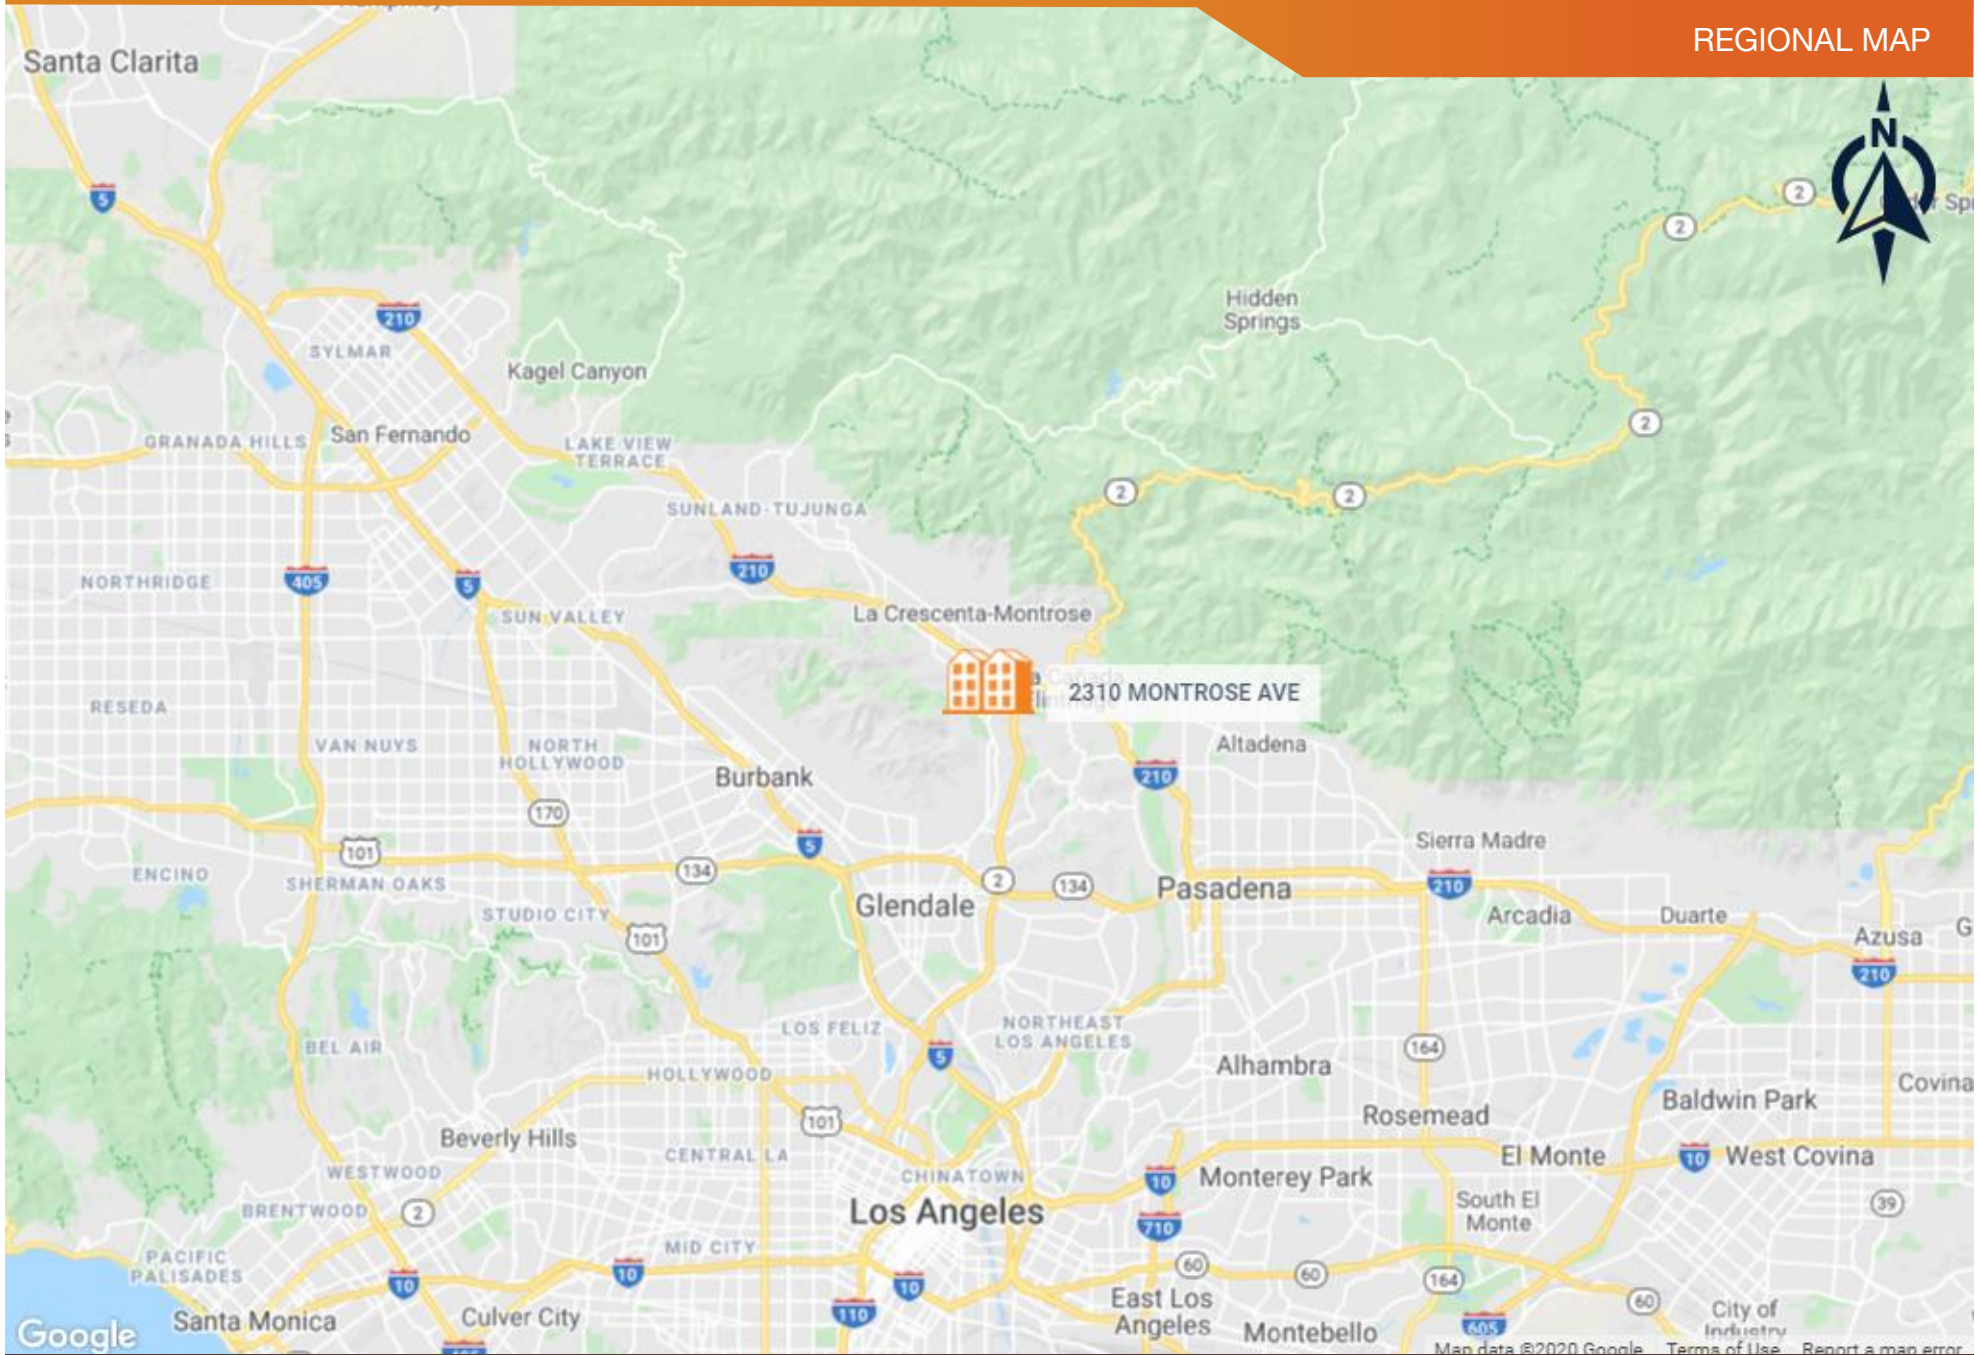 REGIONAL MAP
Santa Clarita
N
2
2
5
Hidden
Springs
210
SYLMAR
Kagel Canyon
2
GRANADA HILLS
San Fernando
LAKE VIEW
TERRACE
2
2
SUNLAND-TUJUNGA
210
NORTHRIDGE
405
5
SUN VALLEY
La Crescenta-Montrose
2310 MONTROSE AVE
RESEDA
VAN NUYS
NORTH
HOLLYWOOD
Burbank
Altadena
210
170
101
5
Sierra Madre
ENCINO
SHERMAN OAKS
134
2
134
Pasadena
210
Glendale
STUDIO CITY
Arcadia
Duarte
101
Azusa
210
LOS FELIZ
NORTHEAST
LOS ANGELES
BEL AIR
5
164
Alhambra
HOLLYWOOD
Covina
Baldwin Park
101
Rosemead
Beverly Hills
CENTRAL LA
El Monte
10
West Covina
WESTWOOD
CHINATOWN
10
Monterey Park
BRENTWOOD
2
Los Angeles
710
South El
Monte
39
PACIFIC
PALISADES
MID CITY
10
10
10
60
60
164
60
Santa Monica
Culver City
110
East Los
Angeles
Montebello
605
City of
Industry
Google
Map data ©2020 Google
Terms of Use
Report a map error